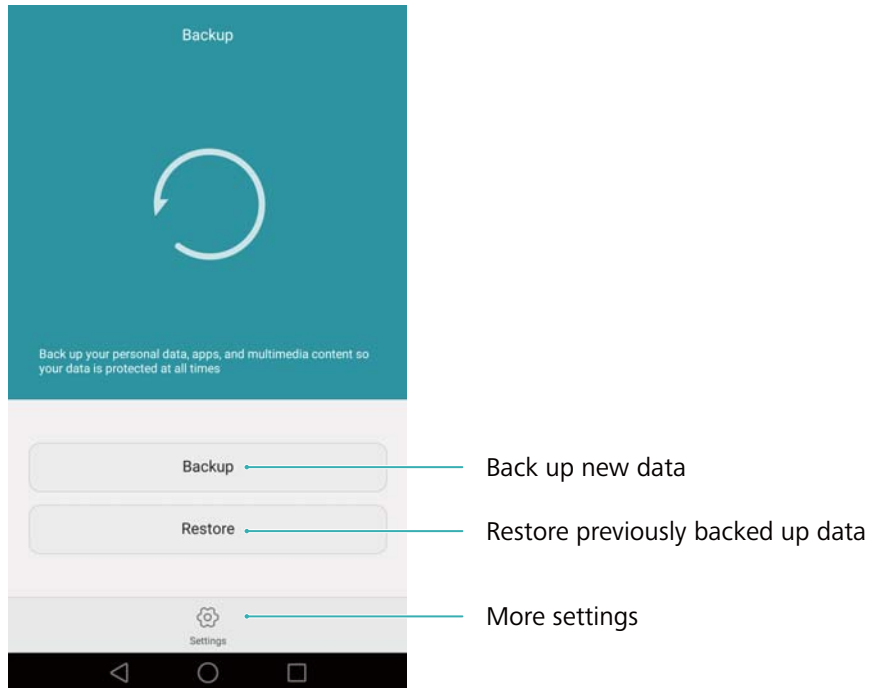 Backup
Back up your personal data, apps, and multimedia content so
your data is protected at all times
Backup
Back up new data
Restore
Restore previously backed up data
More settings
Settings